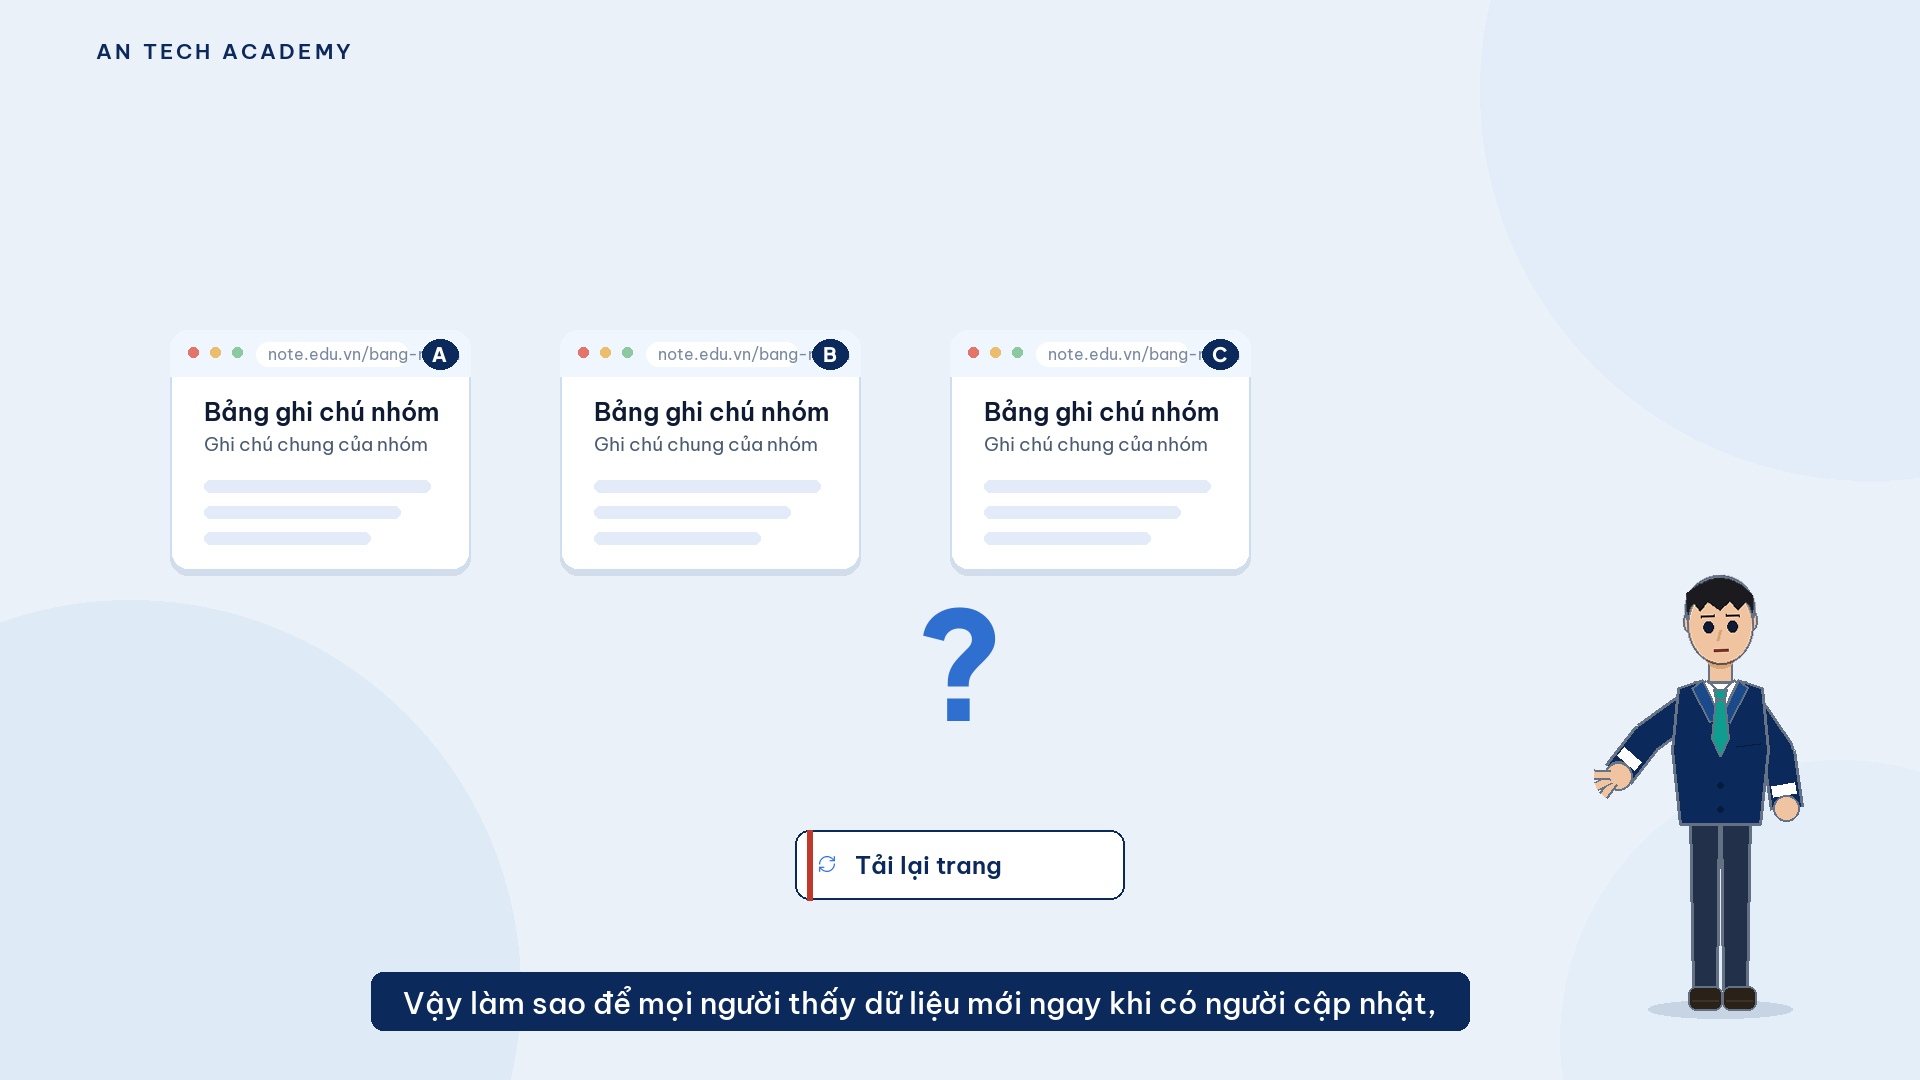 AN TECH ACADEMY
note.edu.vn/bang- A
Bảng ghi chú nhóm
Ghi chú chung của nhóm
note.edu.vn/bang- B
Bảng ghi chú nhóm
Ghi chú chung của nhóm
note.edu.vn/bang- C
Bảng ghi chú nhóm
Ghi chú chung của nhóm
?
Tải lại trang
Vậy làm sao để mọi người thấy dữ liệu mới ngay khi có người cập nhật,